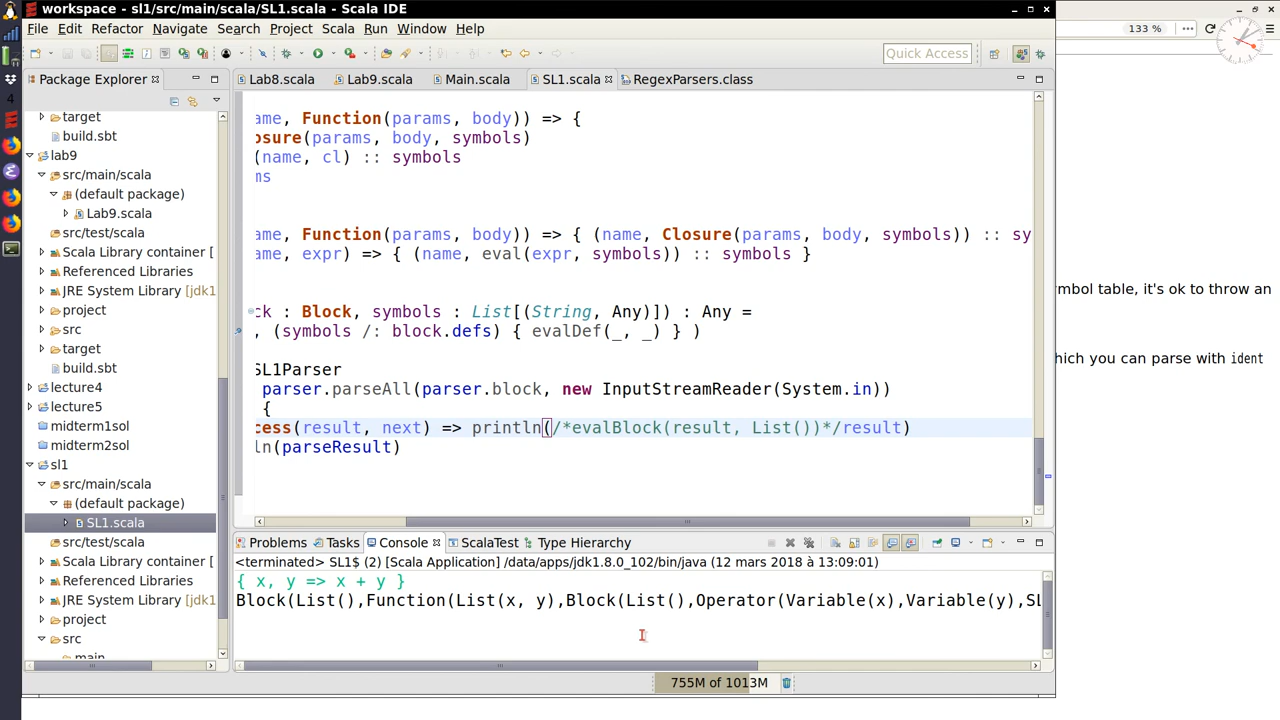 workspace - sl1/src/main/scala/SL1.scala - Scala IDE
133 %
File Edit Refactor Navigate Search Project Scala Run Window Help
Quick Access
Package Explorer
Lab8.scala Lab9.scala Main.scala SL1.scala RegexParsers.class
4
target
build.sbt
lab9
src/main/scala
(default package)
Lab9.scala
src/test/scala
Scala Library container [
Referenced Libraries
JRE System Library [jdk1
project
src
target
build.sbt
lecture4
lecture5
midterm1sol
midterm2sol
sl1
src/main/scala
(default package)
SL1.scala
src/test/scala
Scala Library container [
Referenced Libraries
JRE System Library [jdk1
project
src
main
ame, Function(params, body)) => {
osure(params, body, symbols)
(name, cl) :: symbols
ms
ame, Function(params, body)) => { (name, Closure(params, body, symbols)) :: sy
ame, expr) => { (name, eval(expr, symbols)) :: symbols }
ck : Block, symbols : List[(String, Any)]) : Any =
, (symbols /: block.defs) { evalDef(_, _) } )
SL1Parser
parser.parseAll(parser.block, new InputStreamReader(System.in))
{
cess(result, next) => println(/*evalBlock(result, List())*/result)
ln(parseResult)
Problems Tasks Console ScalaTest Type Hierarchy
<terminated> SL1$ (2) [Scala Application] /data/apps/jdk1.8.0_102/bin/java (12 mars 2018 à 13:09:01)
{ x, y => x + y }
Block(List(),Function(List(x, y),Block(List(),Operator(Variable(x),Variable(y),SL
755M of 1013M
mbol table, it's ok to throw an
hich you can parse with ident